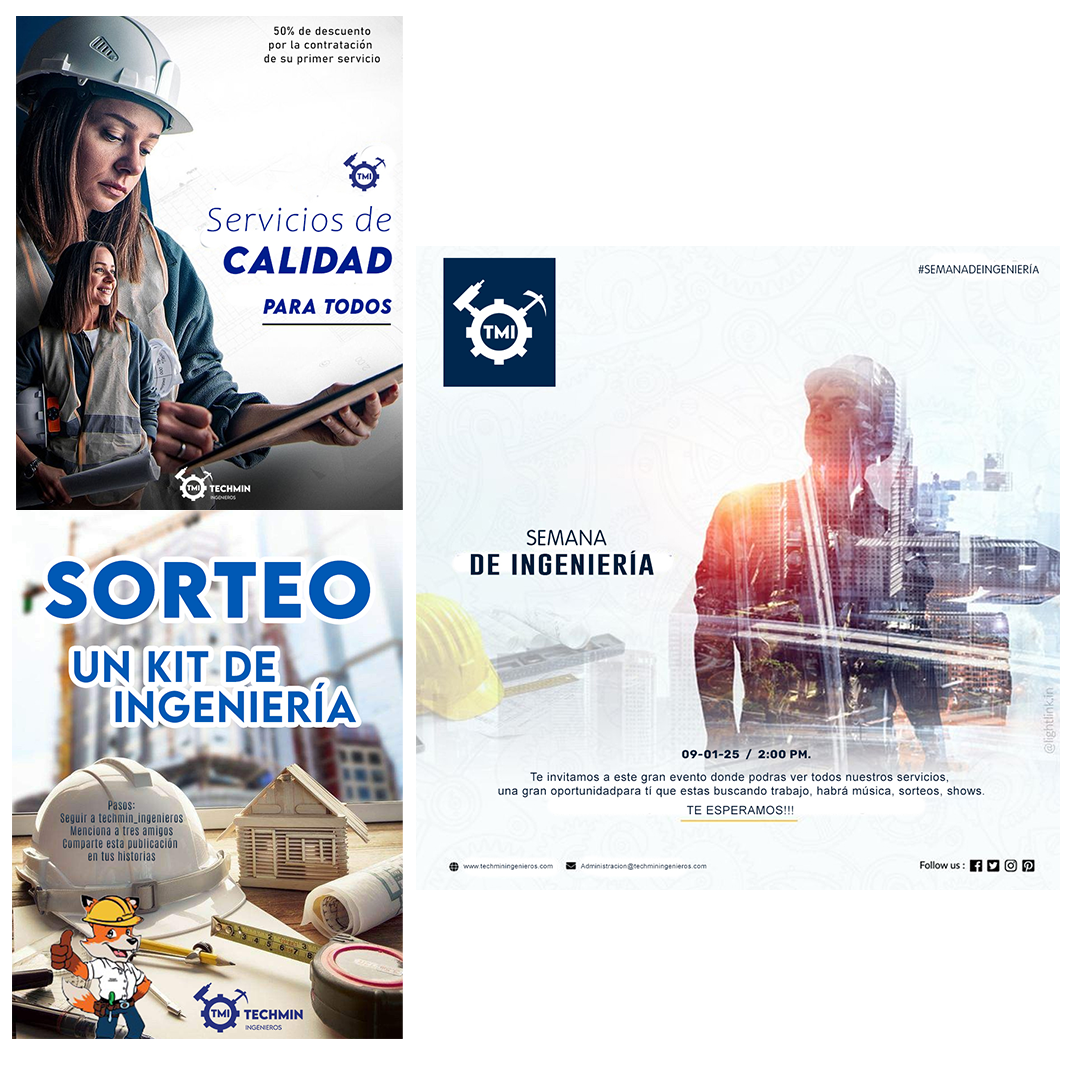 50% de descuento
por la contratación
de su primer servicio
TMI
Servicios de
CALIDAD
PARA TODOS
TMI TECHMIN
INGENIEROS
SORTEO
UN KIT DE
INGENIERÍA
Pasos:
Seguir a techmin_ingenieros
Menciona a tres amigos
Comparte esta publicación
en tus historias
TMI TECHMIN
INGENIEROS
TMI
#SEMANADEINGENIERÍA
SEMANA
DE INGENIERÍA
@lightlink.in
09-01-25 / 2:00 PM.
Te invitamos a este gran evento donde podras ver todos nuestros servicios,
una gran oportunidadpara tí que estas buscando trabajo, habrá música, sorteos, shows.
TE ESPERAMOS!!!
www.techminingenieros.com Administracion@techminingenieros.com Follow us :